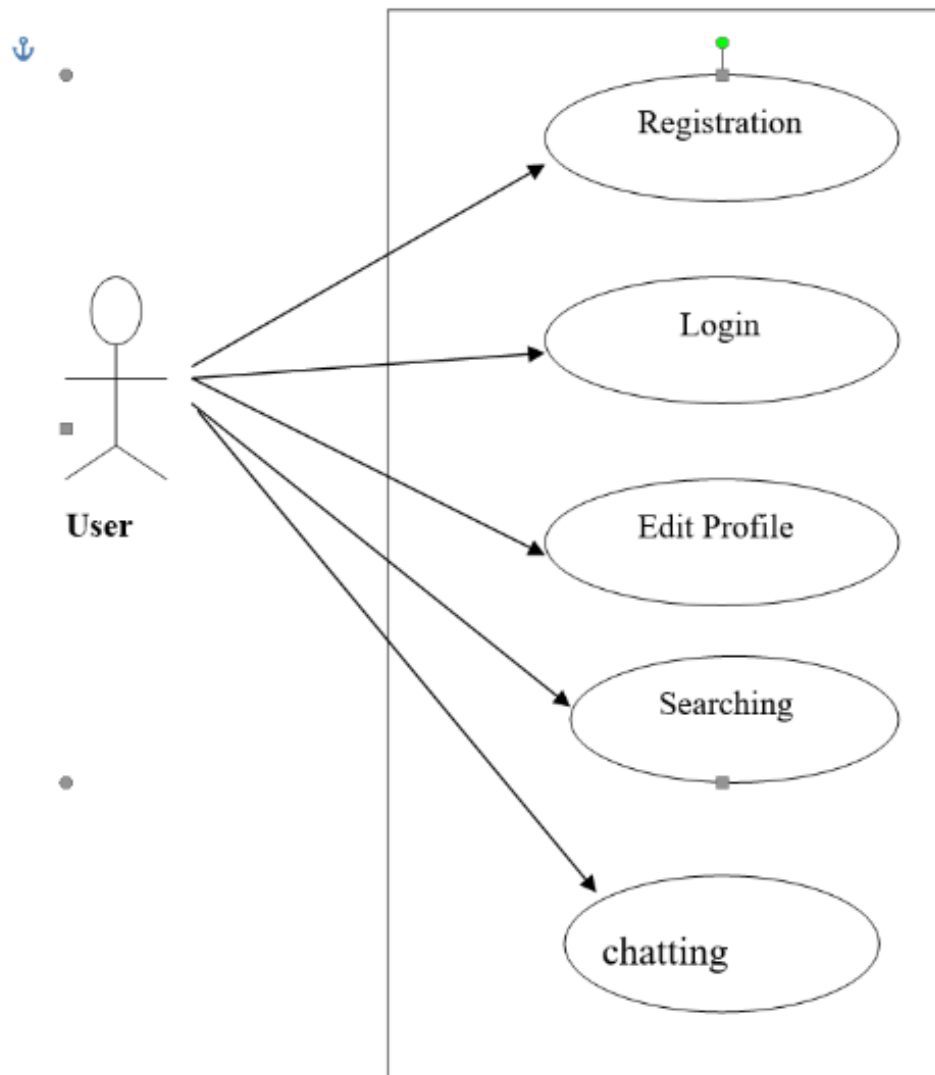 Registration
Login
Edit Profile
User
Searching
chatting